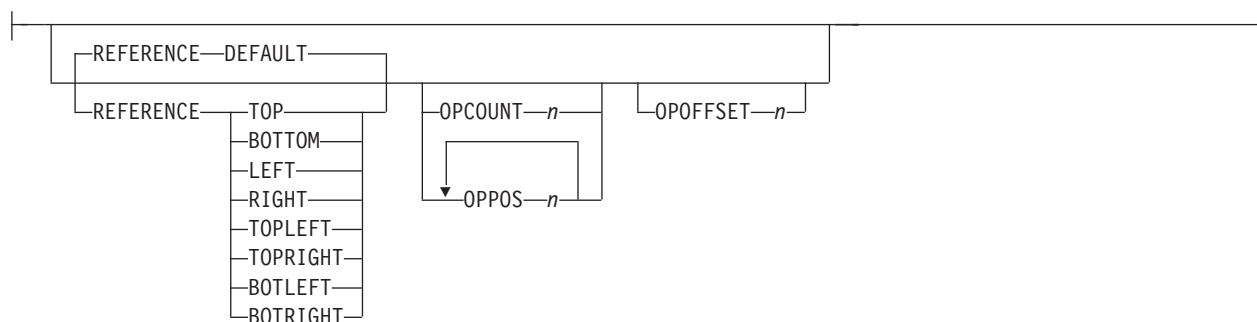 REFERENCE DEFAULT
REFERENCE TOP OPCOUNT n OPOFFSET n
BOTTOM
LEFT
RIGHT OPPOS n
TOPLEFT
TOPRIGHT
BOTLEFT
BOTRIGHT